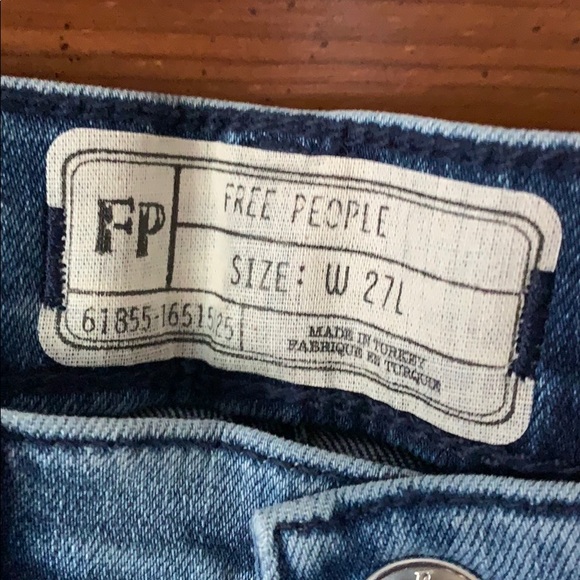 FP
FREE PEOPLE
SIZE: W 27L
61855-1651525
MADE IN TURKEY
FABRIQUE EN TURQUIE